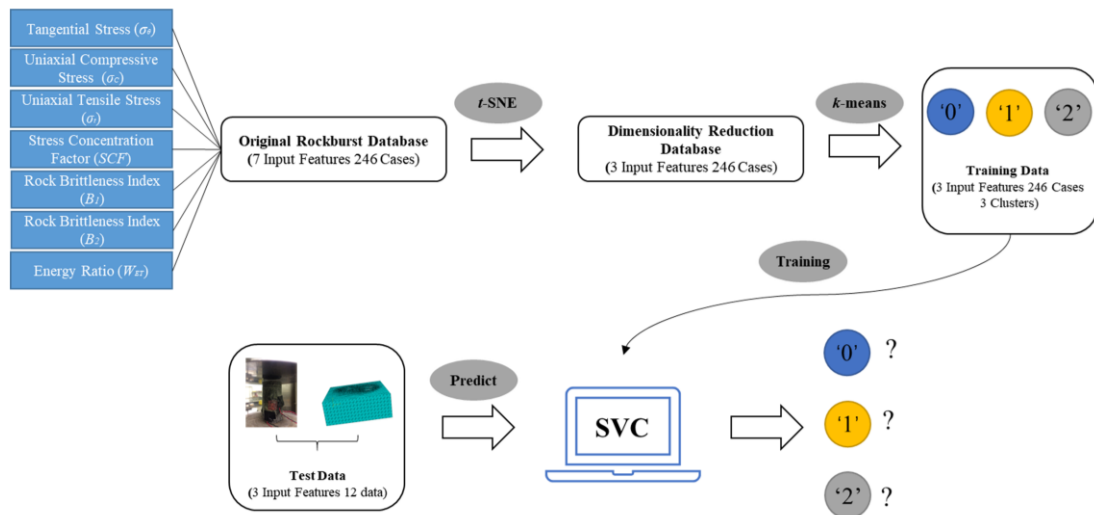 Tangential Stress (σθ)
Uniaxial Compressive
Stress (σc)
Uniaxial Tensile Stress
(σt)
Stress Concentration
Factor (SCF)
Rock Brittleness Index
(B1)
Rock Brittleness Index
(B2)
Energy Ratio (WET)
Original Rockburst Database
(7 Input Features 246 Cases)
t-SNE
Dimensionality Reduction
Database
(3 Input Features 246 Cases)
k-means
‘0’ ‘1’ ‘2’
Training Data
(3 Input Features 246 Cases
3 Clusters)
Training
Test Data
(3 Input Features 12 data)
Predict
SVC
‘0’ ?
‘1’ ?
‘2’ ?